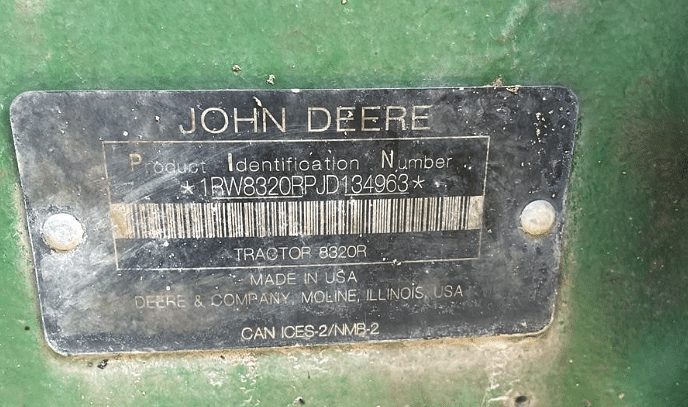 JOHN DEERE
Product Identification Number
*1RW8320RPJD134963*
TRACTOR 8320R
MADE IN USA
DEERE & COMPANY, MOLINE, ILLINOIS, USA
CAN ICES-2/NMB-2